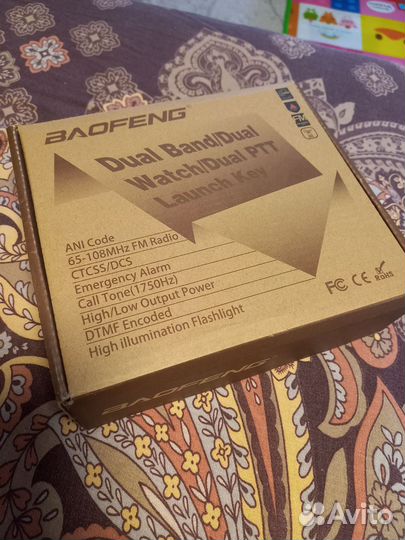 BAOFENG
Dual Band/Dual
Watch/Dual PTT
Launch Key
ANI Code
65-108MHz FM Radio
CTCSS/DCS
Emergency Alarm
Call Tone(1750Hz)
High/Low Output Power
DTMF Encoded
High illumination Flashlight
FC CE RoHS
BAOFENG
Avito